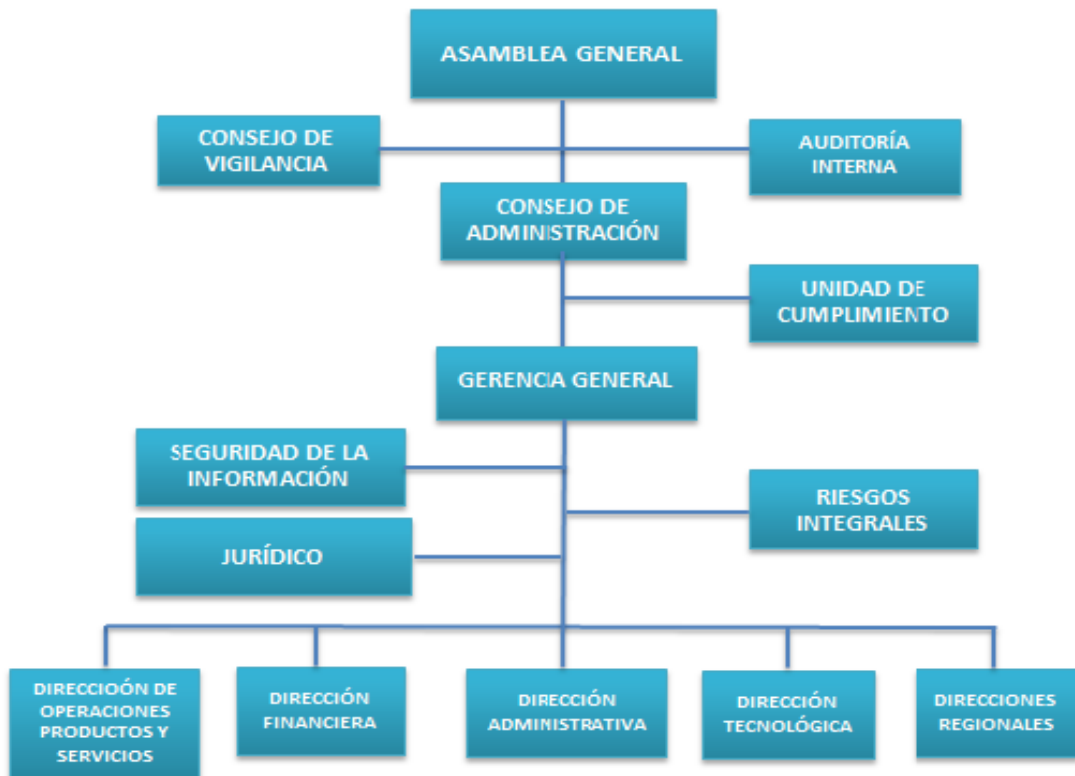 ASAMBLEA GENERAL
CONSEJO DE
VIGILANCIA
AUDITORÍA
INTERNA
CONSEJO DE
ADMINISTRACIÓN
UNIDAD DE
CUMPLIMIENTO
GERENCIA GENERAL
SEGURIDAD DE LA
INFORMACIÓN
RIESGOS
INTEGRALES
JURÍDICO
DIRECCIOÓN DE
OPERACIONES
PRODUCTOS Y
SERVICIOS
DIRECCIÓN
FINANCIERA
DIRECCIÓN
ADMINISTRATIVA
DIRECCIÓN
TECNOLÓGICA
DIRECCIONES
REGIONALES